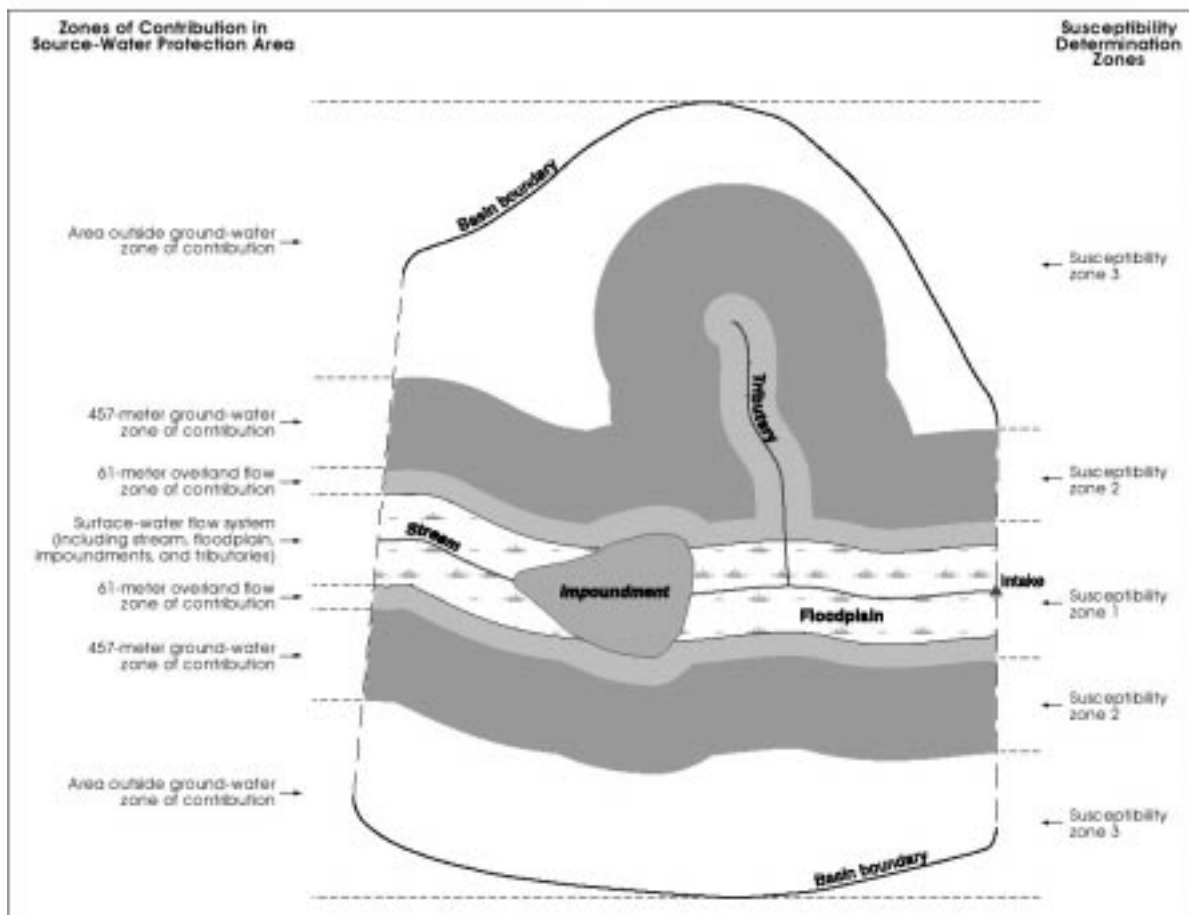 Zones of Contribution in
Source-Water Protection Area
Susceptibility
Determination
Zones
Basin boundary
Area outside ground-water
zone of contribution
Susceptibility
zone 3
Tributary
457-meter ground-water
zone of contribution
61-meter overland flow
zone of contribution
Susceptibility
zone 2
Surface-water flow system
(including stream, floodplain,
impoundments, and tributaries)
Stream
Impoundment
Intake
61-meter overland flow
zone of contribution
Floodplain
Susceptibility
zone 1
457-meter ground-water
zone of contribution
Susceptibility
zone 2
Area outside ground-water
zone of contribution
Susceptibility
zone 3
Basin boundary